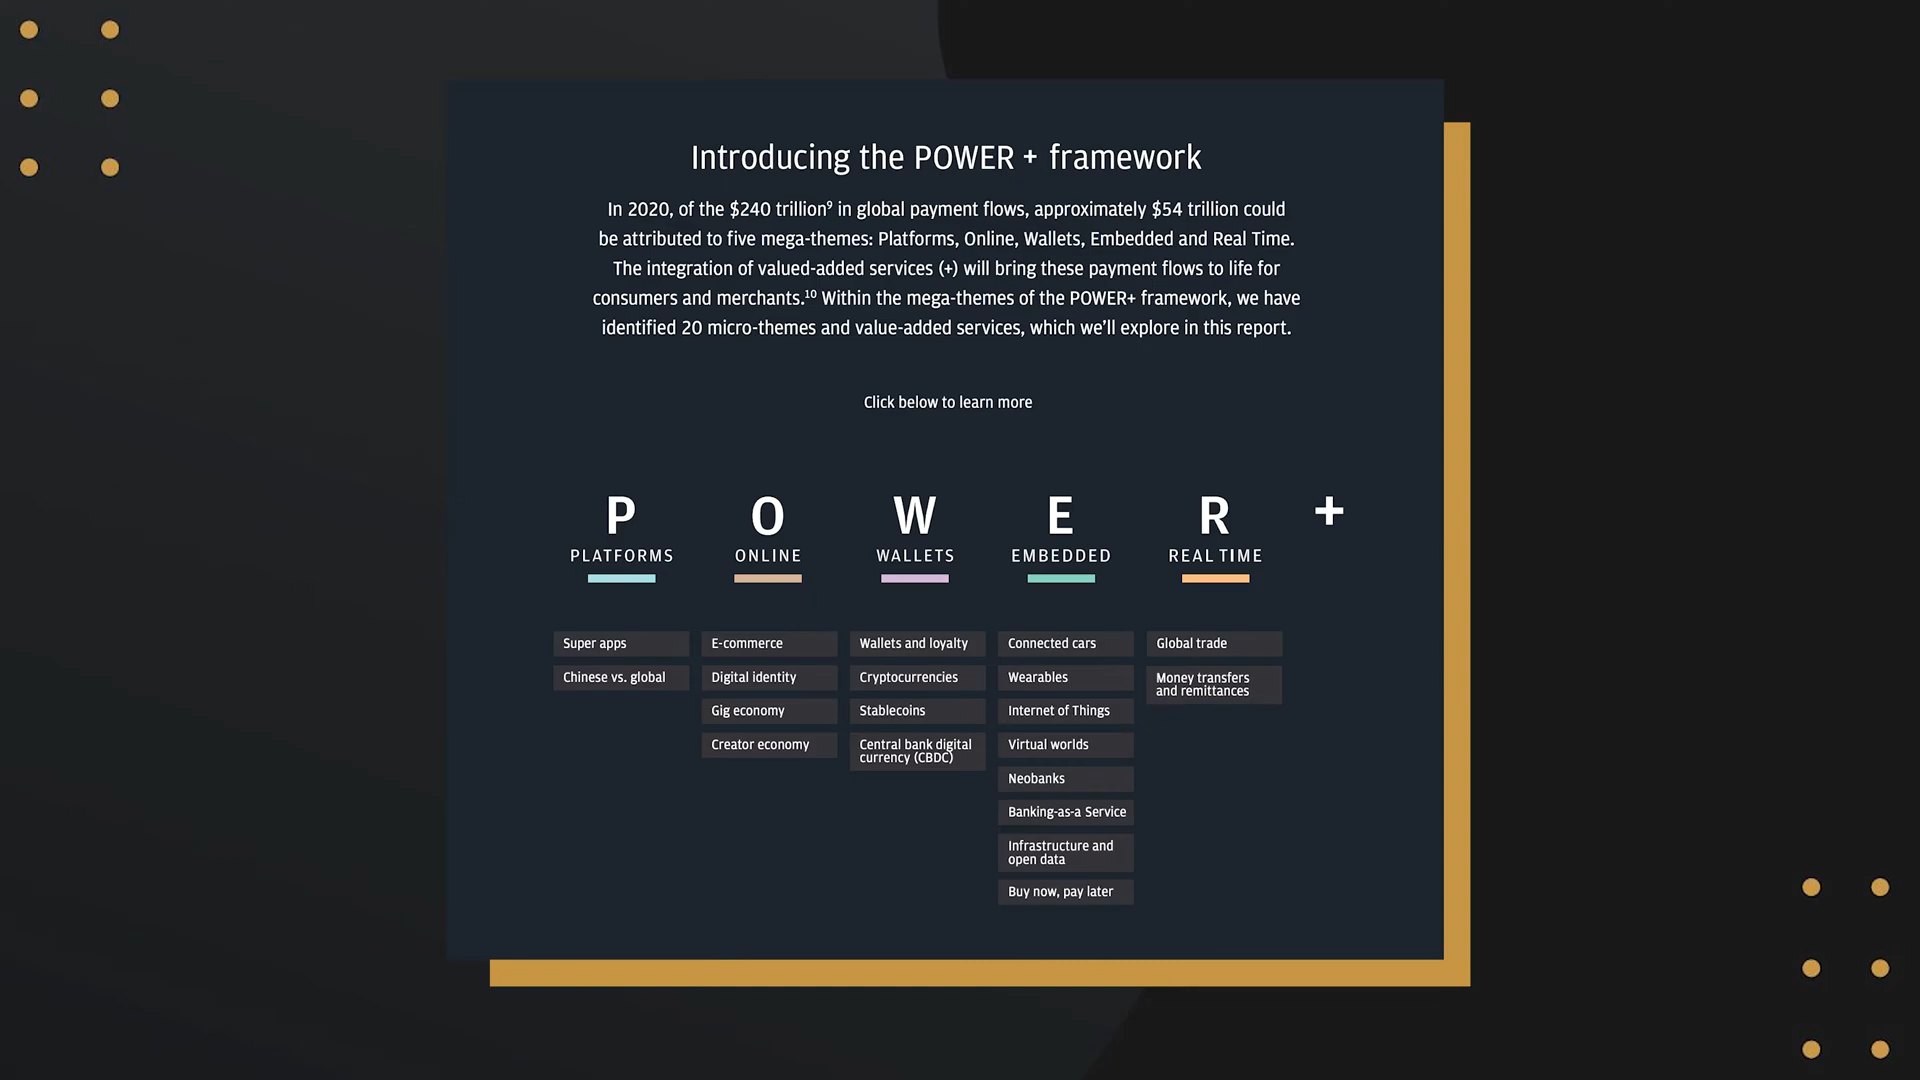 Introducing the POWER + framework
In 2020, of the $240 trillion⁹ in global payment flows, approximately $54 trillion could
be attributed to five mega-themes: Platforms, Online, Wallets, Embedded and Real Time.
The integration of valued-added services (+) will bring these payment flows to life for
consumers and merchants.¹⁰ Within the mega-themes of the POWER+ framework, we have
identified 20 micro-themes and value-added services, which we’ll explore in this report.
Click below to learn more
P
PLATFORMS
Super apps
Chinese vs. global
O
ONLINE
E-commerce
Digital identity
Gig economy
Creator economy
W
WALLETS
Wallets and loyalty
Cryptocurrencies
Stablecoins
Central bank digital
currency (CBDC)
E
EMBEDDED
Connected cars
Wearables
Internet of Things
Virtual worlds
Neobanks
Banking-as-a Service
Infrastructure and
open data
Buy now, pay later
R
REAL TIME
Global trade
Money transfers
and remittances
+